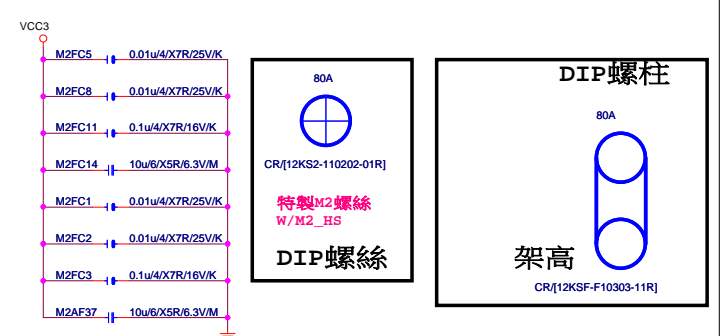 VCC3
M2FC5 0.01u/4/X7R/25V/K
M2FC8 0.01u/4/X7R/25V/K
M2FC11 0.1u/4/X7R/16V/K
M2FC14 10u/6/X5R/6.3V/M
M2FC1 0.01u/4/X7R/25V/K
M2FC2 0.01u/4/X7R/25V/K
M2FC3 0.1u/4/X7R/16V/K
M2AF37 10u/6/X5R/6.3V/M
80A
CR/[12KS2-110202-01R]
特製M2螺絲
W/M2_HS
DIP螺絲
DIP螺柱
80A
架高
CR/[12KSF-F10303-11R]